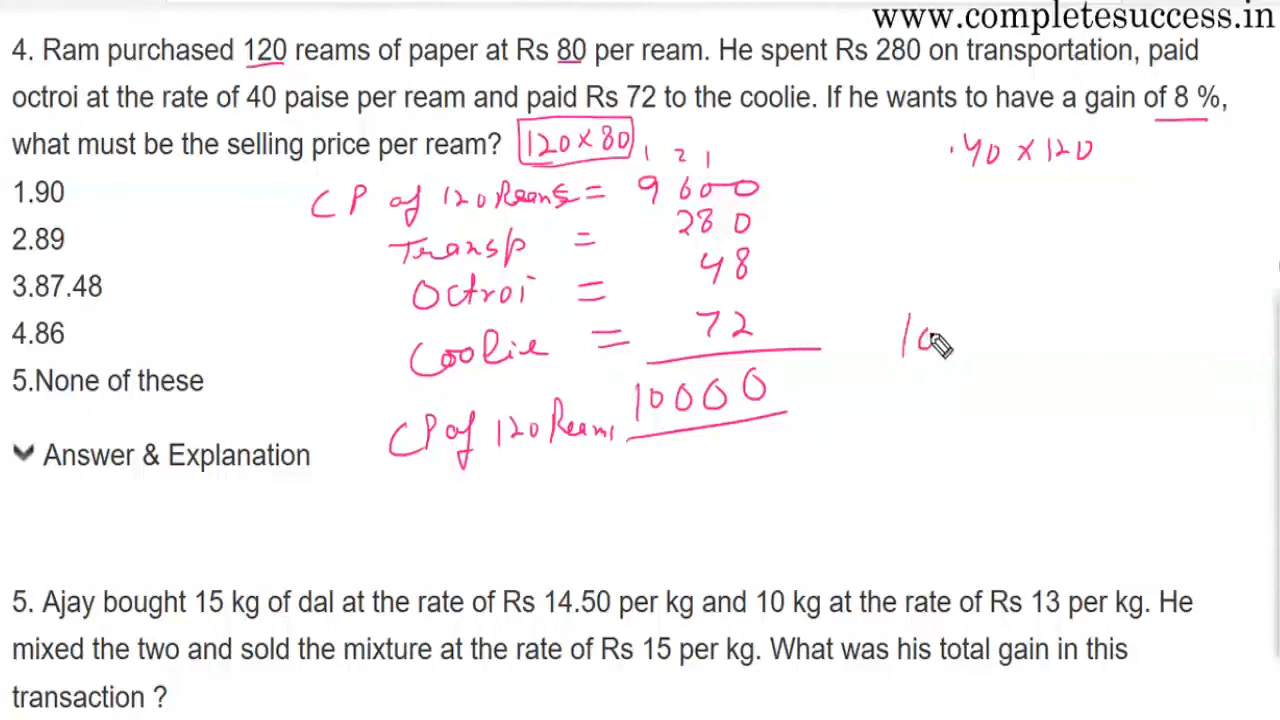 www.completesuccess.in
4. Ram purchased 120 reams of paper at Rs 80 per ream. He spent Rs 280 on transportation, paid
octroi at the rate of 40 paise per ream and paid Rs 72 to the coolie. If he wants to have a gain of 8 %,
what must be the selling price per ream? 120 × 80
.40 × 120
1 2 1
1.90
CP of 120 Reams = 9600
2.89
Transp = 280
3.87.48
Octroi = 48
4.86
Coolie = 72
10
5.None of these
CP of 120 Reams 10000
Answer & Explanation
5. Ajay bought 15 kg of dal at the rate of Rs 14.50 per kg and 10 kg at the rate of Rs 13 per kg. He
mixed the two and sold the mixture at the rate of Rs 15 per kg. What was his total gain in this
transaction ?